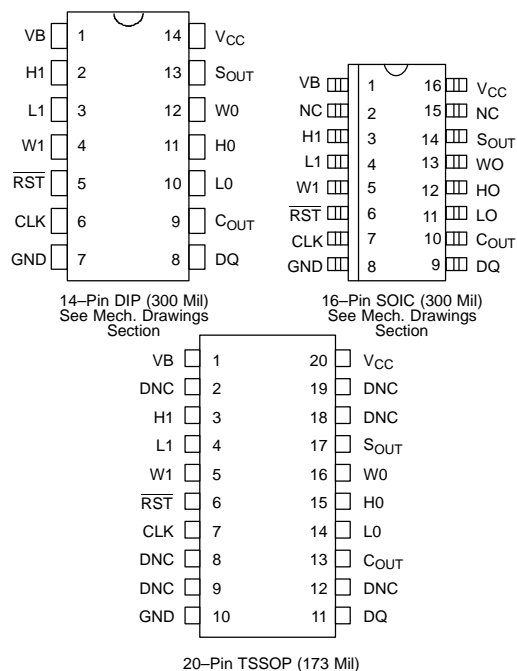 VB 1 14 VCC
H1 2 13 SOUT
L1 3 12 W0
W1 4 11 H0
RST 5 10 L0
CLK 6 9 COUT
GND 7 8 DQ
14–Pin DIP (300 Mil)
See Mech. Drawings
Section
VB 1 16 VCC
NC 2 15 NC
H1 3 14 SOUT
L1 4 13 WO
W1 5 12 HO
RST 6 11 LO
CLK 7 10 COUT
GND 8 9 DQ
16–Pin SOIC (300 Mil)
See Mech. Drawings
Section
VB 1 20 VCC
DNC 2 19 DNC
H1 3 18 DNC
L1 4 17 SOUT
W1 5 16 W0
RST 6 15 H0
CLK 7 14 L0
DNC 8 13 COUT
DNC 9 12 DNC
GND 10 11 DQ
20–Pin TSSOP (173 Mil)